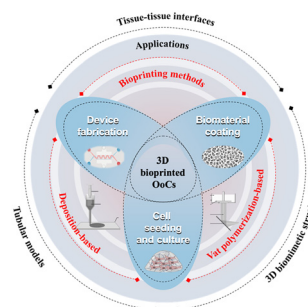 Tissue-tissue interfaces
Applications
Bioprinting methods
Device
fabrication
Biomaterial
coating
3D
bioprinted
OoCs
Cell
seeding
and culture
Deposition-based
Vat polymerization-based
Tubular models
3D biomimetic